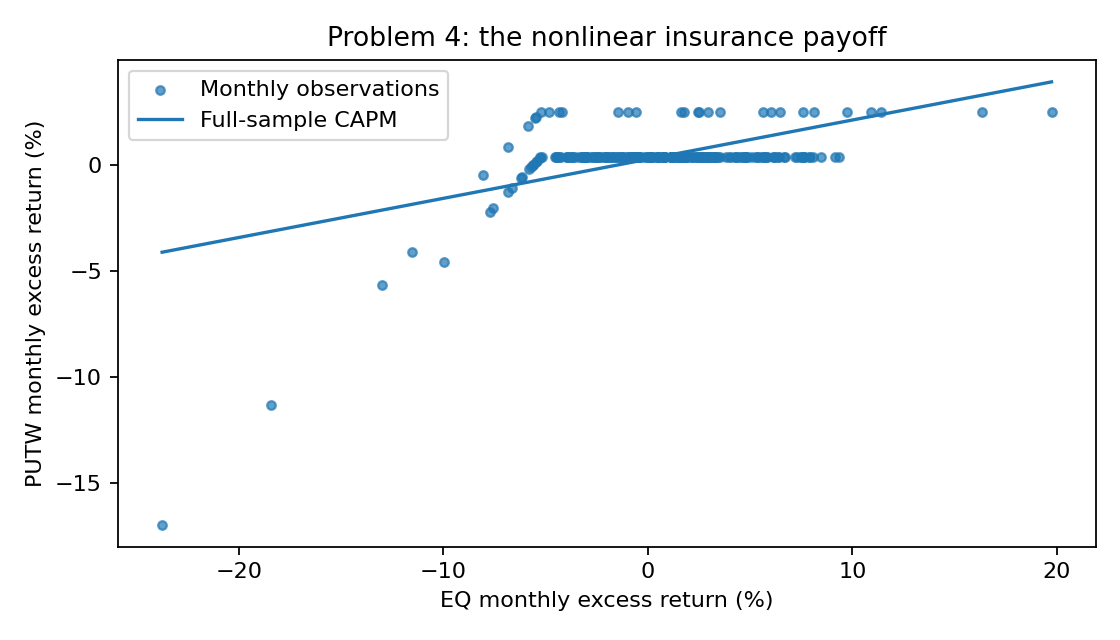 Problem 4: the nonlinear insurance payoff
Monthly observations
Full-sample CAPM
PUTW monthly excess return (%)
0
−5
−10
−15
−20
−10
0
10
20
EQ monthly excess return (%)